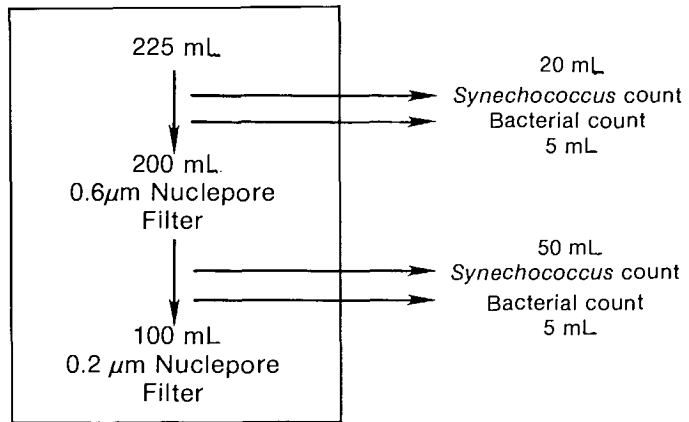 225 mL
20 mL
Synechococcus count
Bacterial count
5 mL
200 mL
0.6μm Nuclepore
Filter
50 mL
Synechococcus count
Bacterial count
5 mL
100 mL
0.2 μm Nuclepore
Filter